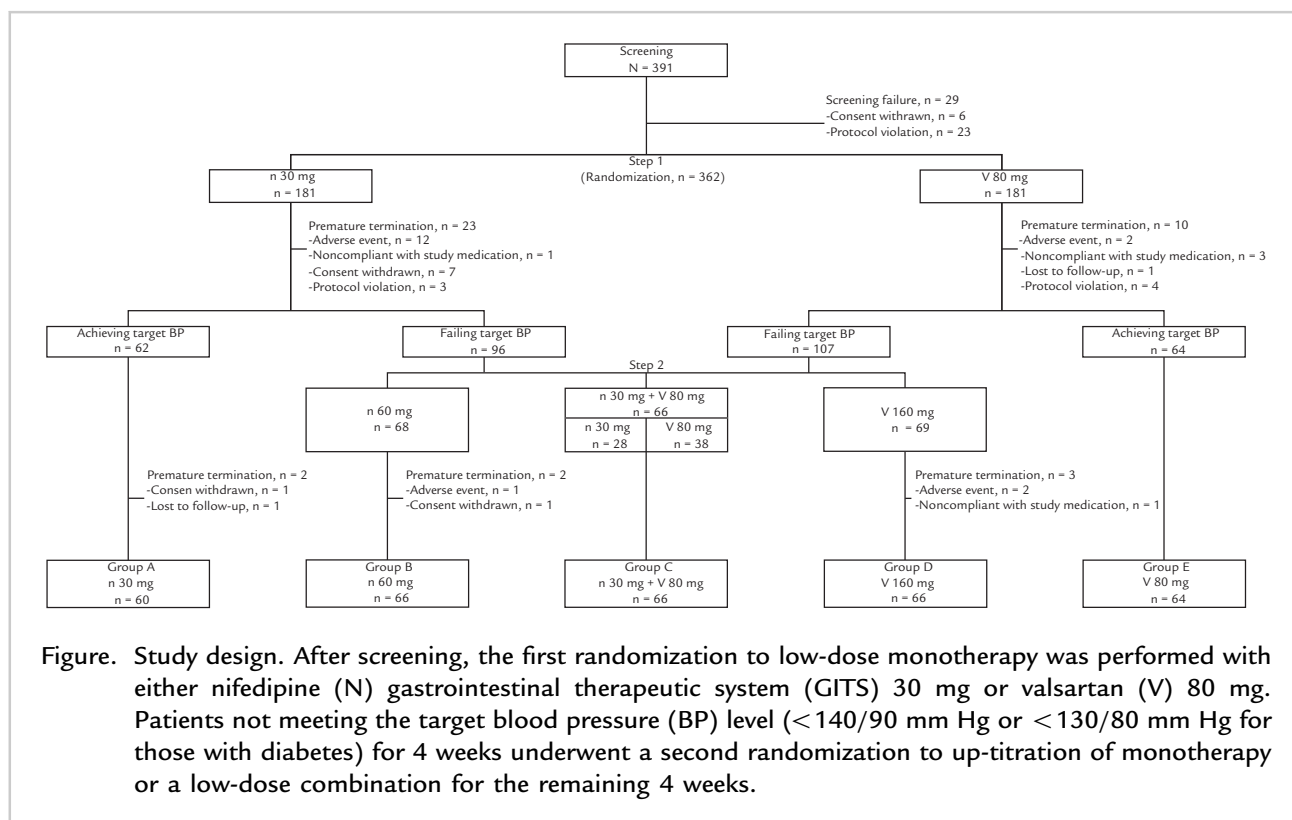 Screening
N = 391
Screening failure, n = 29
-Consent withrawn, n = 6
-Protocol violation, n = 23
Step 1
(Randomization, n = 362)
n 30 mg
n = 181
V 80 mg
n = 181
Premature termination, n = 23
-Adverse event, n = 12
-Noncompliant with study medication, n = 1
-Consent withdrawn, n = 7
-Protocol violation, n = 3
Premature termination, n = 10
-Adverse event, n = 2
-Noncompliant with study medication, n = 3
-Lost to follow-up, n = 1
-Protocol violation, n = 4
Achieving target BP
n = 62
Failing target BP
n = 96
Failing target BP
n = 107
Achieving target BP
n = 64
Step 2
n 60 mg
n = 68
n 30 mg + V 80 mg
n = 66
n 30 mg
n = 28
V 80 mg
n = 38
V 160 mg
n = 69
Premature termination, n = 2
-Consen withdrawn, n = 1
-Lost to follow-up, n = 1
Premature termination, n = 2
-Adverse event, n = 1
-Consent withdrawn, n = 1
Premature termination, n = 3
-Adverse event, n = 2
-Noncompliant with study medication, n = 1
Group A
n 30 mg
n = 60
Group B
n 60 mg
n = 66
Group C
n 30 mg + V 80 mg
n = 66
Group D
V 160 mg
n = 66
Group E
V 80 mg
n = 64
Figure. Study design. After screening, the first randomization to low-dose monotherapy was performed with
either nifedipine (N) gastrointestinal therapeutic system (GITS) 30 mg or valsartan (V) 80 mg.
Patients not meeting the target blood pressure (BP) level (<140/90 mm Hg or <130/80 mm Hg for
those with diabetes) for 4 weeks underwent a second randomization to up-titration of monotherapy
or a low-dose combination for the remaining 4 weeks.